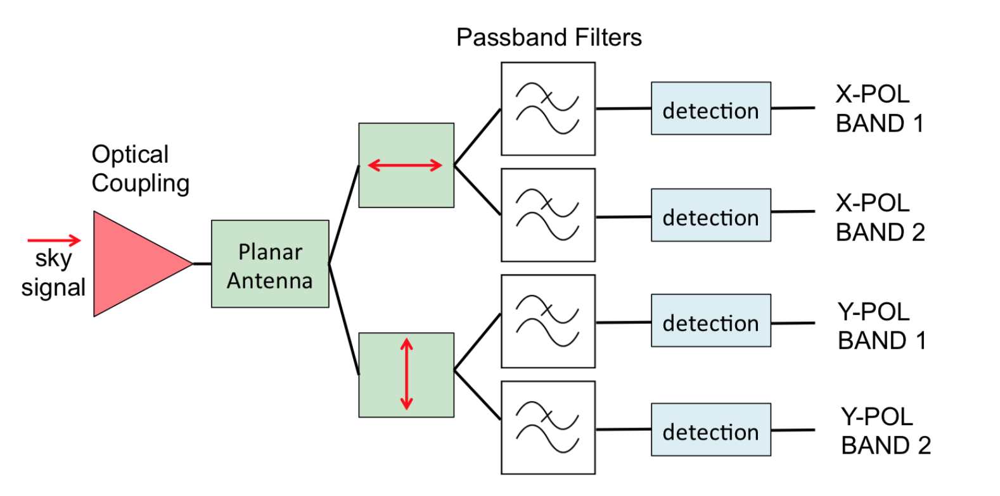 Passband Filters
Optical
Coupling
sky
signal
Planar
Antenna
detection
X-POL
BAND 1
detection
X-POL
BAND 2
detection
Y-POL
BAND 1
detection
Y-POL
BAND 2